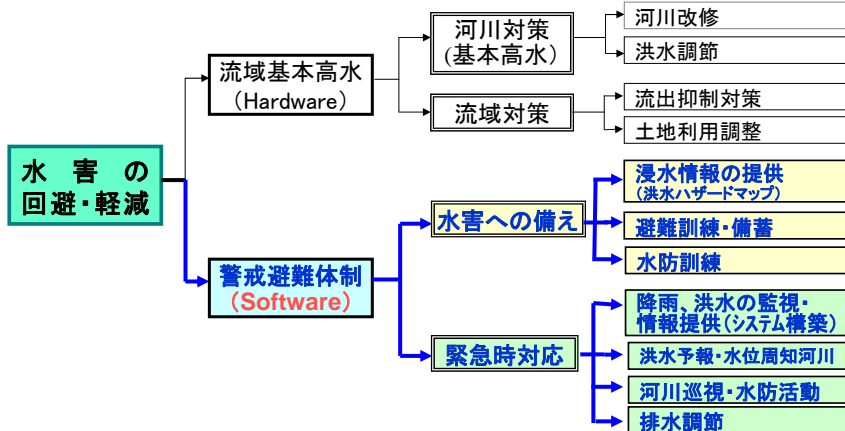 水害の
回避・軽減
流域基本高水
(Hardware)
河川対策
(基本高水)
河川改修
洪水調節
流域対策
流出抑制対策
土地利用調整
警戒避難体制
(Software)
水害への備え
浸水情報の提供
(洪水ハザードマップ)
避難訓練・備蓄
水防訓練
緊急時対応
降雨、洪水の監視・
情報提供(システム構築)
洪水予報・水位周知河川
河川巡視・水防活動
排水調節